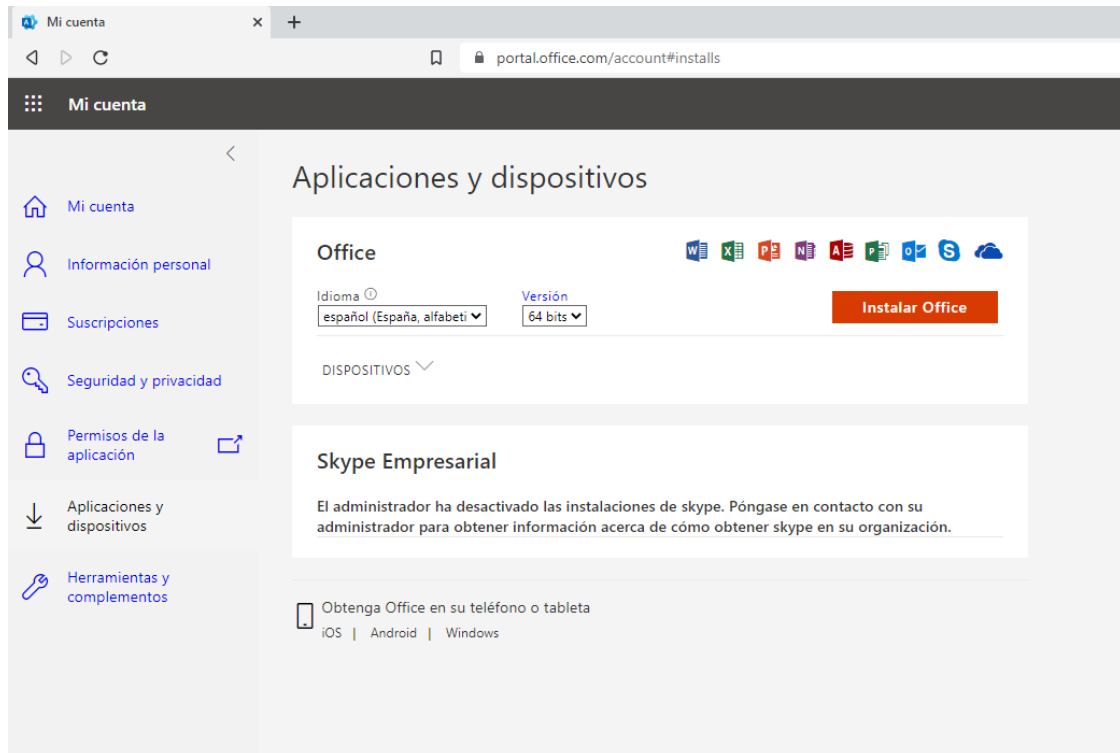 Mi cuenta
portal.office.com/account#installs
Mi cuenta
Mi cuenta
Información personal
Suscripciones
Seguridad y privacidad
Permisos de la
aplicación
Aplicaciones y
dispositivos
Herramientas y
complementos
Aplicaciones y dispositivos
Office
Idioma
Versión
español (España, alfabeti
64 bits
Instalar Office
DISPOSITIVOS
Skype Empresarial
El administrador ha desactivado las instalaciones de skype. Póngase en contacto con su
administrador para obtener información acerca de cómo obtener skype en su organización.
Obtenga Office en su teléfono o tableta
iOS | Android | Windows